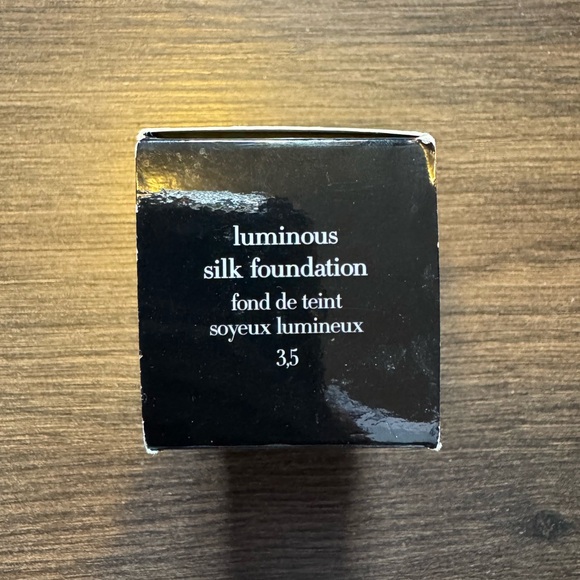 luminous
silk foundation
fond de teint
soyeux lumineux
3,5